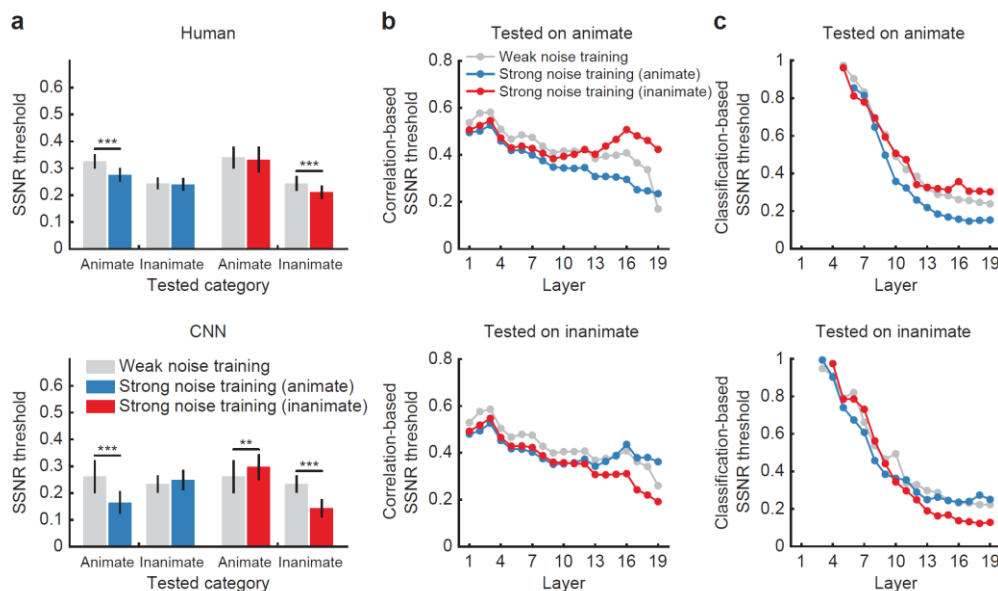 a
Human
SSNR threshold
0.6
0.5
0.4
0.3
0.2
0.1
0
***
***
Animate Inanimate Animate Inanimate
Tested category
CNN
Weak noise training
Strong noise training (animate)
Strong noise training (inanimate)
SSNR threshold
0.6
0.5
0.4
0.3
0.2
0.1
0
***
**
***
Animate Inanimate Animate Inanimate
Tested category
b
Tested on animate
Weak noise training
Strong noise training (animate)
Strong noise training (inanimate)
Correlation-based
SSNR threshold
0.8
0.6
0.4
0.2
0
1 4 7 10 13 16 19
Layer
Tested on inanimate
Correlation-based
SSNR threshold
0.8
0.6
0.4
0.2
0
1 4 7 10 13 16 19
Layer
c
Tested on animate
Classification-based
SSNR threshold
1
0.8
0.6
0.4
0.2
0
1 4 7 10 13 16 19
Layer
Tested on inanimate
Classification-based
SSNR threshold
1
0.8
0.6
0.4
0.2
0
1 4 7 10 13 16 19
Layer